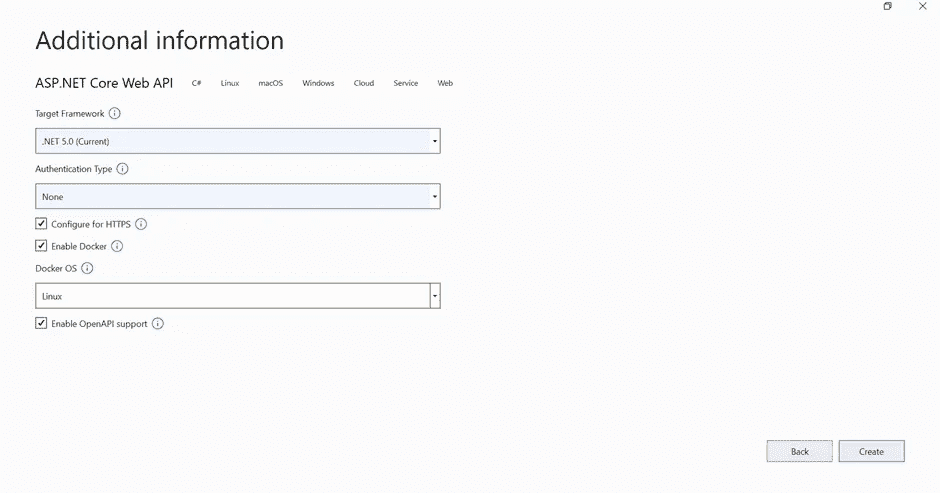 Additional information
ASP.NET Core Web API C# Linux macOS Windows Cloud Service Web
Target Framework
.NET 5.0 (Current)
Authentication Type
None
Configure for HTTPS
Enable Docker
Docker OS
Linux
Enable OpenAPI support
Back Create